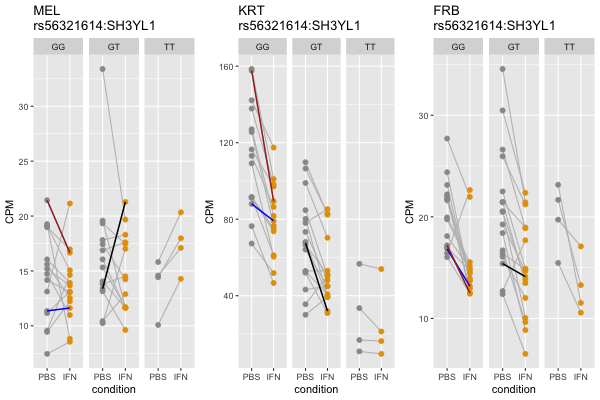 MEL
rs56321614:SH3YL1
GG GT TT
CPM
30
25
20
15
10
PBS IFN PBS IFN PBS IFN
condition
KRT
rs56321614:SH3YL1
GG GT TT
CPM
160
120
80
40
PBS IFN PBS IFN PBS IFN
condition
FRB
rs56321614:SH3YL1
GG GT TT
CPM
30
20
10
PBS IFN PBS IFN PBS IFN
condition